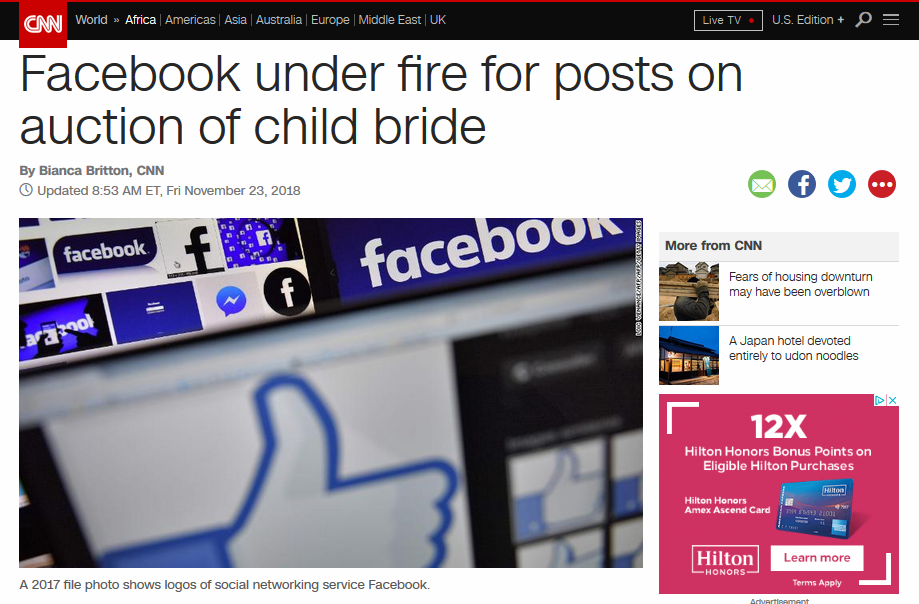 CNN World » Africa | Americas | Asia | Australia | Europe | Middle East | UK Live TV U.S. Edition +
Facebook under fire for posts on
auction of child bride
By Bianca Britton, CNN
Updated 8:53 AM ET, Fri November 23, 2018
facebook
f
f
facebook
f
facebook
LOIC VENANCE/AFP/AFP/GETTY IMAGES
A 2017 file photo shows logos of social networking service Facebook.
More from CNN
Fears of housing downturn
may have been overblown
A Japan hotel devoted
entirely to udon noodles
12X
Hilton Honors Bonus Points on
Eligible Hilton Purchases
Hilton Honors
Amex Ascend Card
Hilton
Hilton
HONORS
Learn more
Terms Apply
Advertisement